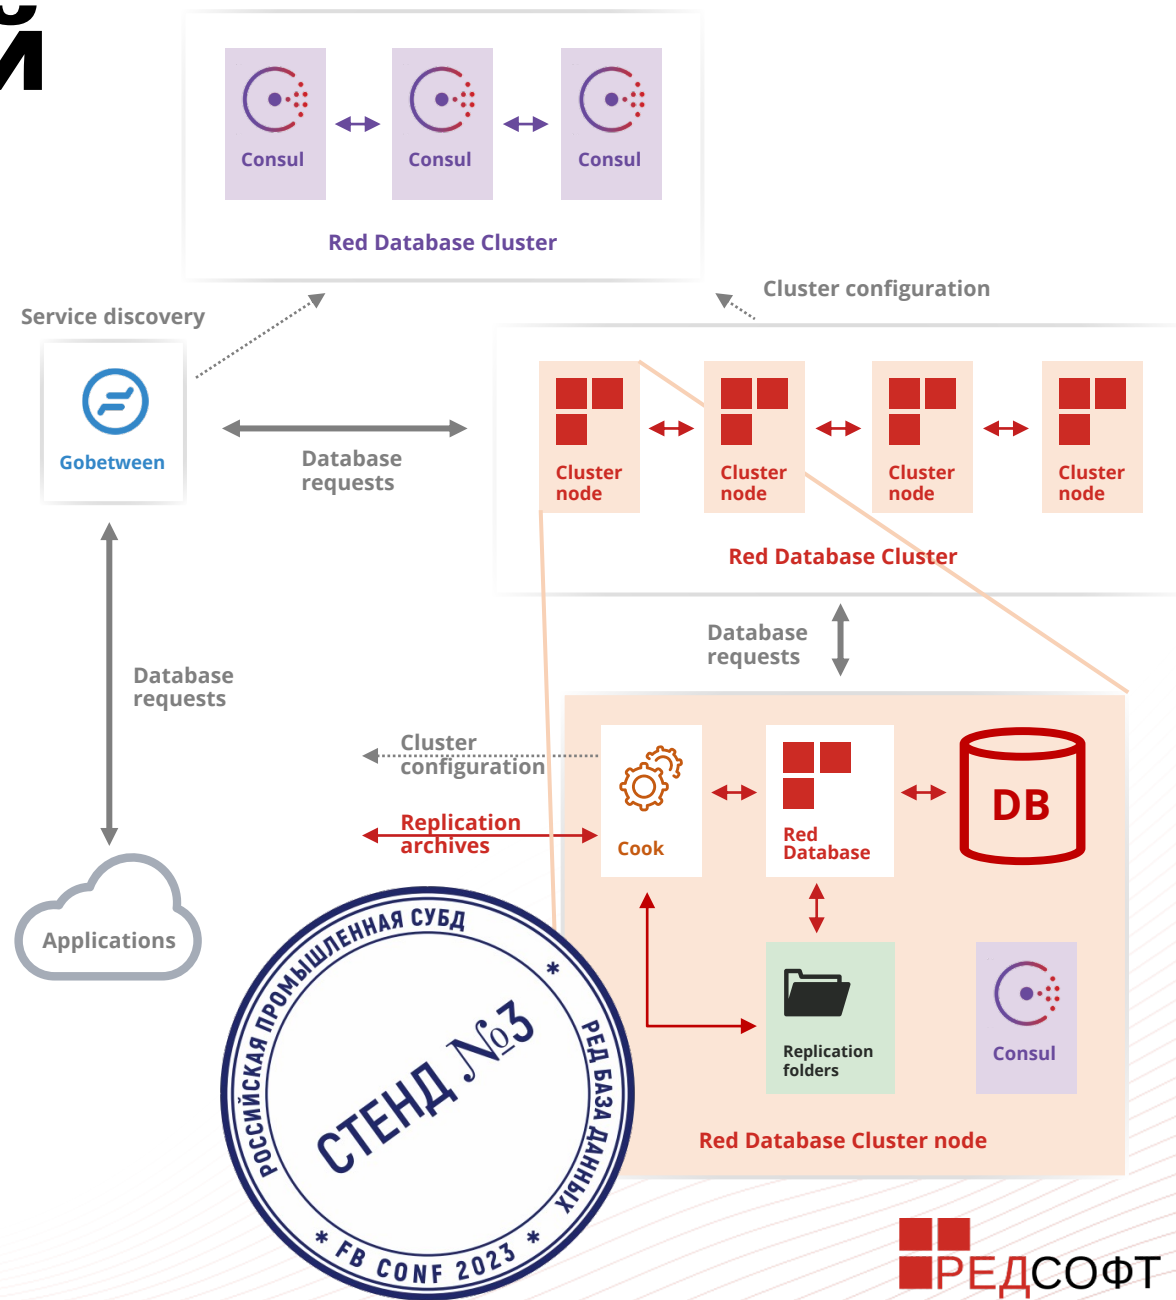 й
Consul
Consul
Consul
Red Database Cluster
Cluster configuration
Service discovery
Gobetween
Database
requests
Cluster
node
Cluster
node
Cluster
node
Cluster
node
Red Database Cluster
Database
requests
Database
requests
Cluster
configuration
Replication
archives
Cook
Red
Database
DB
Applications
Replication
folders
Consul
Red Database Cluster node
РОССИЙСКАЯ ПРОМЫШЛЕННАЯ СУБД
* РЕД БАЗА ДАННЫХ
* FB CONF 2023 *
СТЕНД №3
РЕДСОФТ